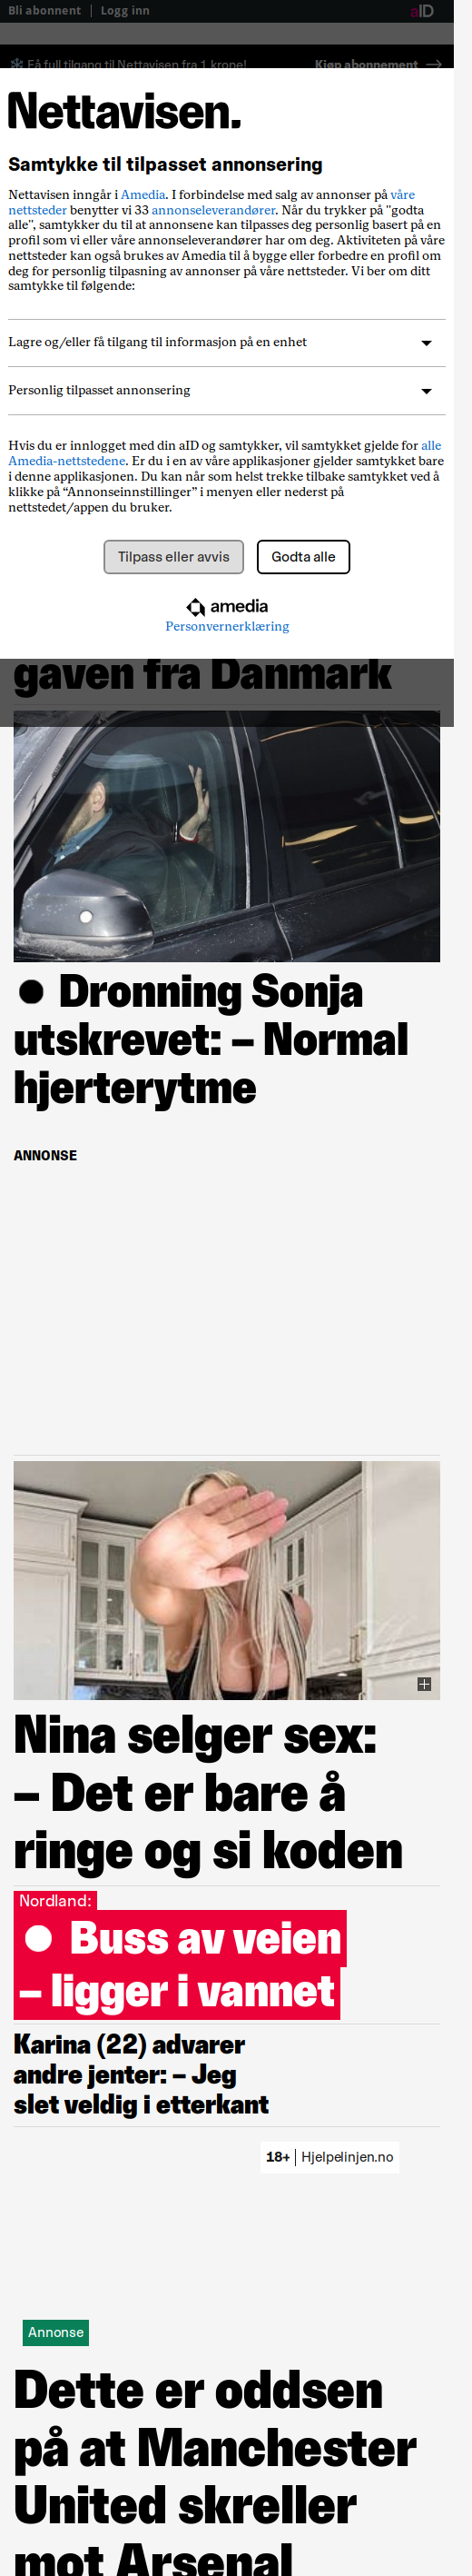 Bli abonnent | Logg inn
aID
Få full tilgang til Nettavisen fra 1 krone!
Kjøp abonnement
Nettavisen.
Samtykke til tilpasset annonsering
Nettavisen inngår i Amedia. I forbindelse med salg av annonser på våre
nettsteder benytter vi 33 annonseleverandører. Når du trykker på "godta
alle", samtykker du til at annonsene kan tilpasses deg personlig basert på en
profil som vi eller våre annonseleverandører har om deg. Aktiviteten på våre
nettsteder kan også brukes av Amedia til å bygge eller forbedre en profil om
deg for personlig tilpasning av annonser på våre nettsteder. Vi ber om ditt
samtykke til følgende:
Lagre og/eller få tilgang til informasjon på en enhet
Personlig tilpasset annonsering
Hvis du er innlogget med din aID og samtykker, vil samtykket gjelde for alle
Amedia-nettstedene. Er du i en av våre applikasjoner gjelder samtykket bare
i denne applikasjonen. Du kan når som helst trekke tilbake samtykket ved å
klikke på “Annonseinnstillinger” i menyen eller nederst på
nettstedet/appen du bruker.
Tilpass eller avvis
Godta alle
amedia
Personvernerklæring
gaven fra Danmark
Dronning Sonja
utskrevet: – Normal
hjerterytme
ANNONSE
Nina selger sex:
– Det er bare å
ringe og si koden
Nordland:
Buss av veien
– ligger i vannet
Karina (22) advarer
andre jenter: – Jeg
slet veldig i etterkant
18+ | Hjelpelinjen.no
Annonse
Dette er oddsen
på at Manchester
United skreller
mot Arsenal